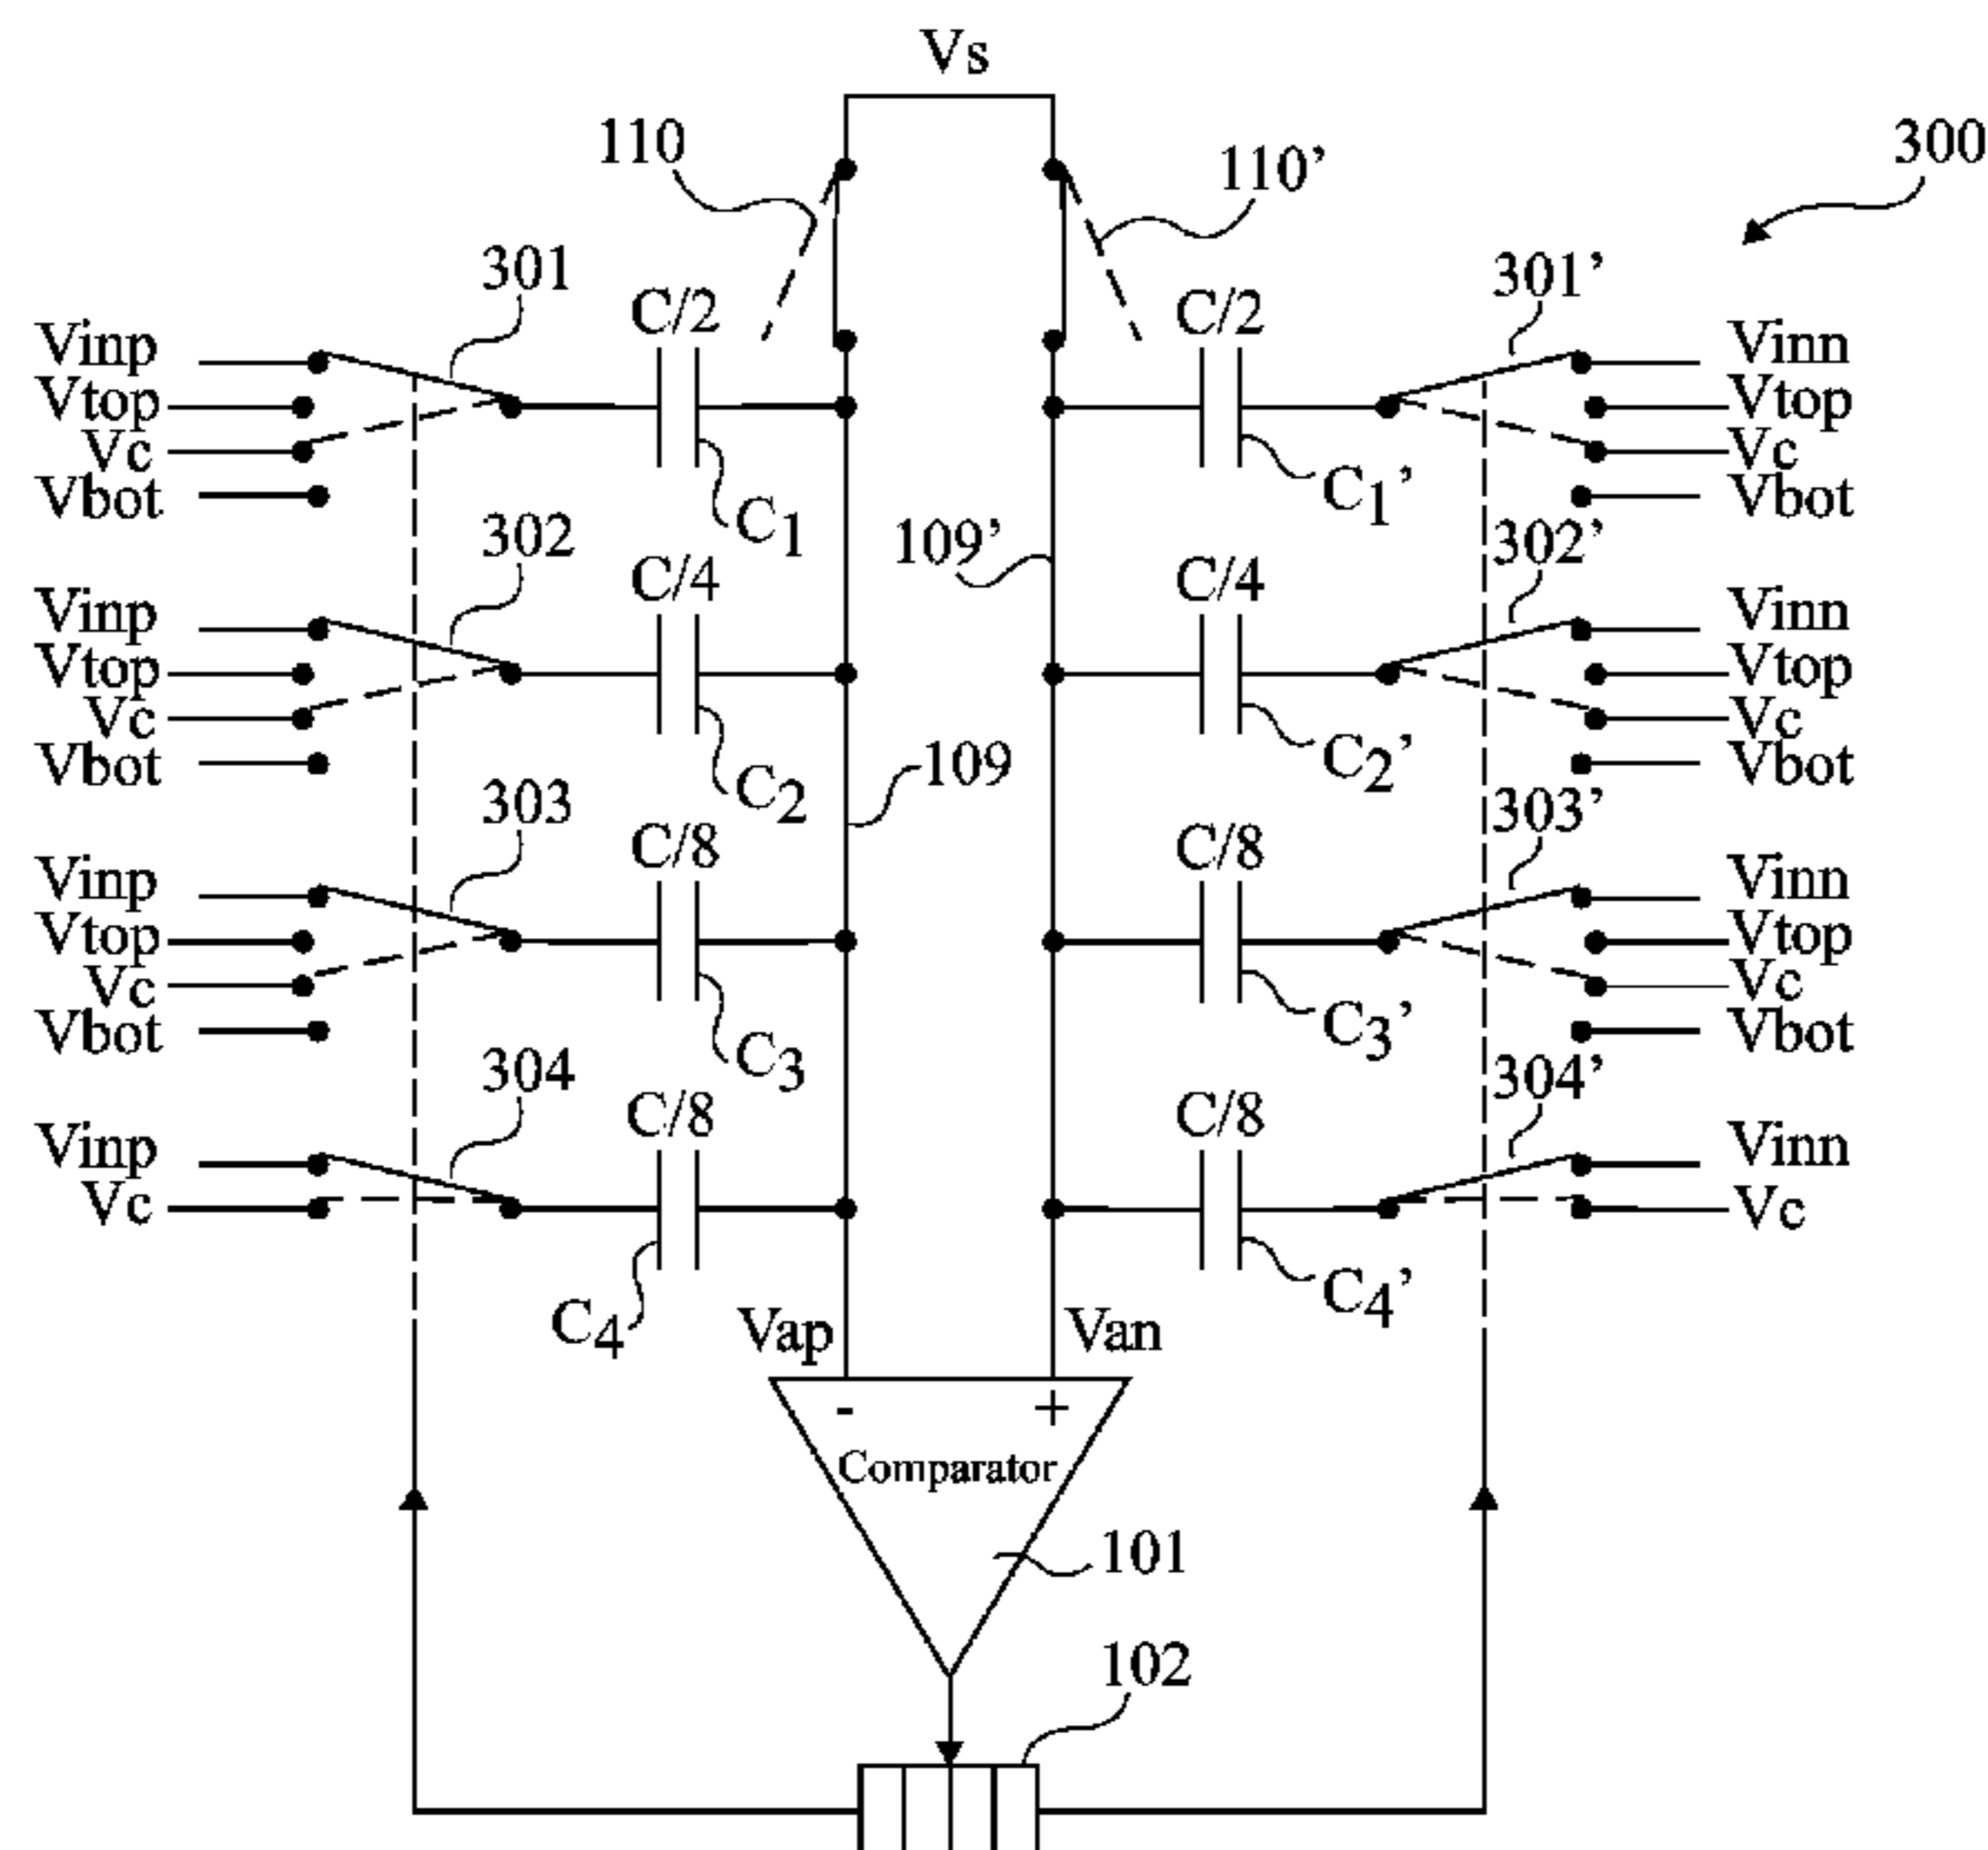 Vs
110
110’
300
301
C/2
C/2
301’
Vinp
Vtop
Vc
Vbot
C1
C1’
Vinn
Vtop
Vc
Vbot
302
C/4
109’
C/4
302’
Vinp
Vtop
Vc
Vbot
C2
109
C2’
Vinn
Vtop
Vc
Vbot
303
C/8
C/8
303’
Vinp
Vtop
Vc
Vbot
C3
C3’
Vinn
Vtop
Vc
Vbot
304
C/8
C/8
304’
Vinp
Vc
C4
C4’
Vinn
Vc
Vap
Van
- +
Comparator
101
102